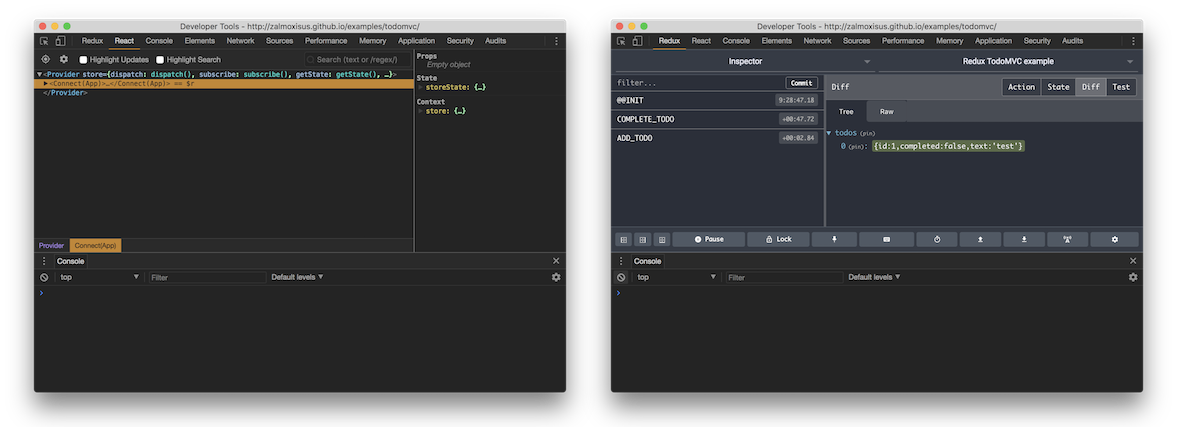 Developer Tools - http://zalmoxisus.github.io/examples/todomvc/
Redux React Console Elements Network Sources Performance Memory Application Security Audits
Highlight Updates Highlight Search Search (text or /regex/)
<Provider store={dispatch: dispatch(), subscribe: subscribe(), getState: getState(), …}>
<Connect(App)>…</Connect(App)> == $r
</Provider>
Props
Empty object
State
storeState: {…}
Context
store: {…}
Provider Connect(App)
Console
top Filter Default levels
Developer Tools - http://zalmoxisus.github.io/examples/todomvc/
Redux React Console Elements Network Sources Performance Memory Application Security Audits
Inspector Redux TodoMVC example
filter... Commit
@@INIT 9:28:47.18
COMPLETE_TODO +00:47.72
ADD_TODO +00:02.84
Diff Action State Diff Test
Tree Raw
todos (pin)
0 (pin): {id:1,completed:false,text:'test'}
Pause Lock
Console
top Filter Default levels